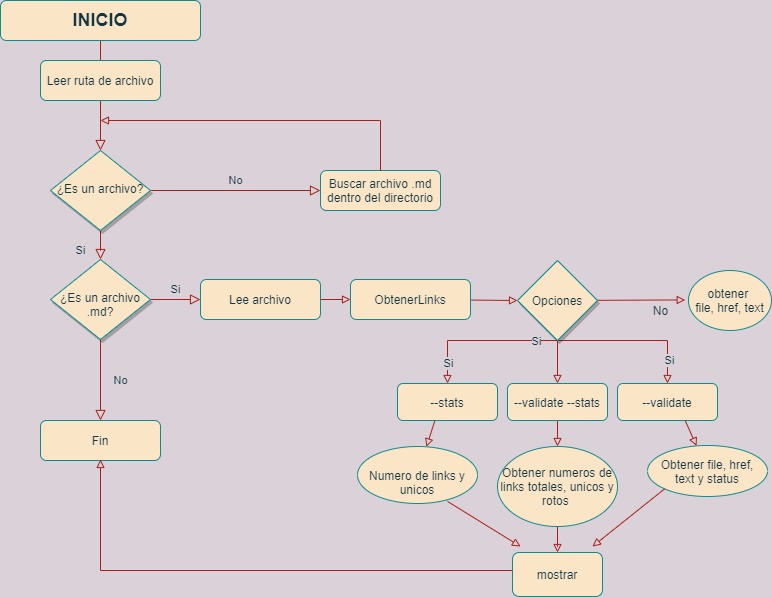 INICIO
Leer ruta de archivo
¿Es un archivo?
No
Buscar archivo .md
dentro del directorio
Si
¿Es un archivo
.md?
Si
Lee archivo
ObtenerLinks
Opciones
No
obtener
file, href, text
Si
Si
Si
No
--stats
--validate --stats
--validate
Fin
Numero de links y
unicos
Obtener numeros de
links totales, unicos y
rotos
Obtener file, href,
text y status
mostrar